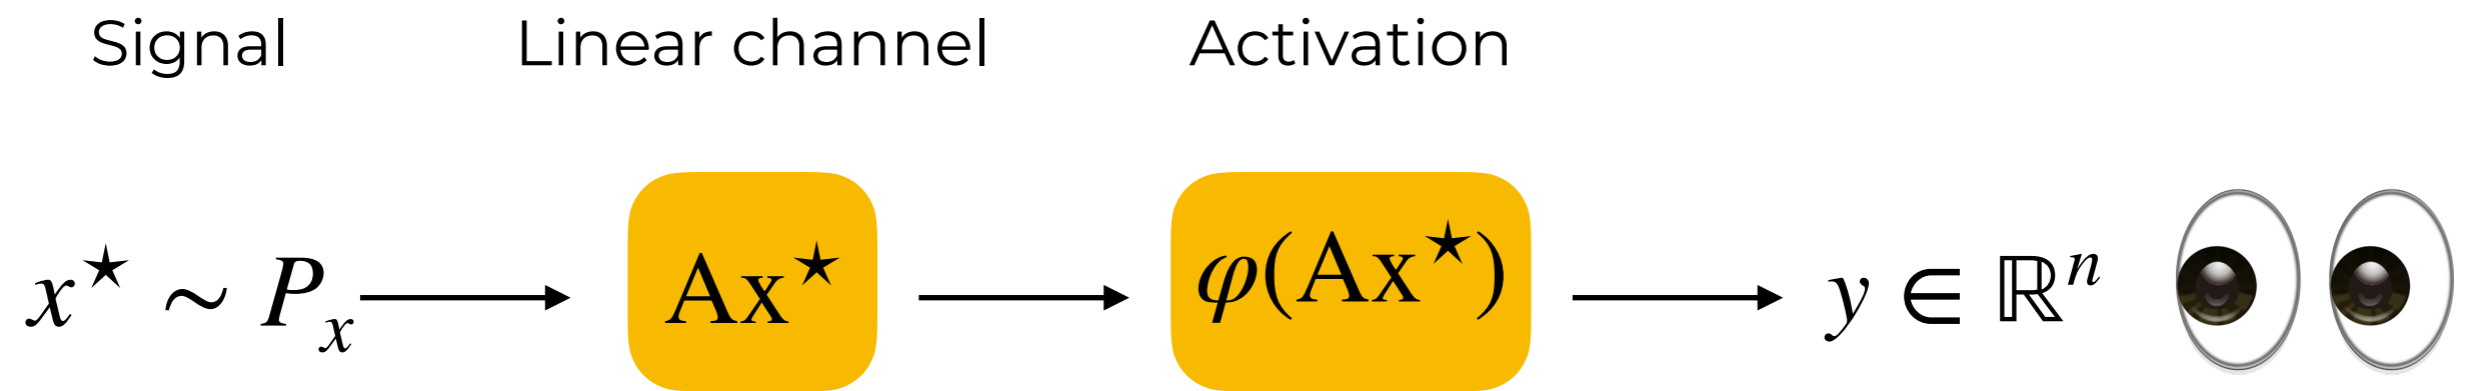 Signal Linear channel Activation
x★ ~ Pₓ Ax★ φ(Ax★) y ∈ ℝⁿ